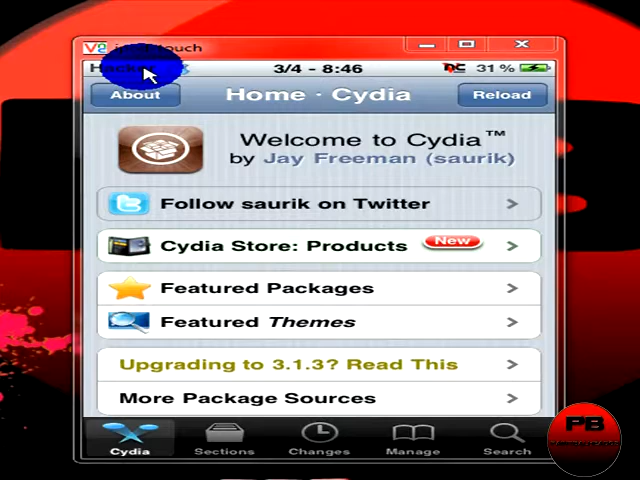 touch
Hacker 3/4 - 8:46 31 %
About Home · Cydia Reload
Welcome to Cydia™
by Jay Freeman (saurik)
Follow saurik on Twitter
Cydia Store: Products New
Featured Packages
Featured Themes
Upgrading to 3.1.3? Read This
More Package Sources
Cydia Sections Changes Manage Search
PB